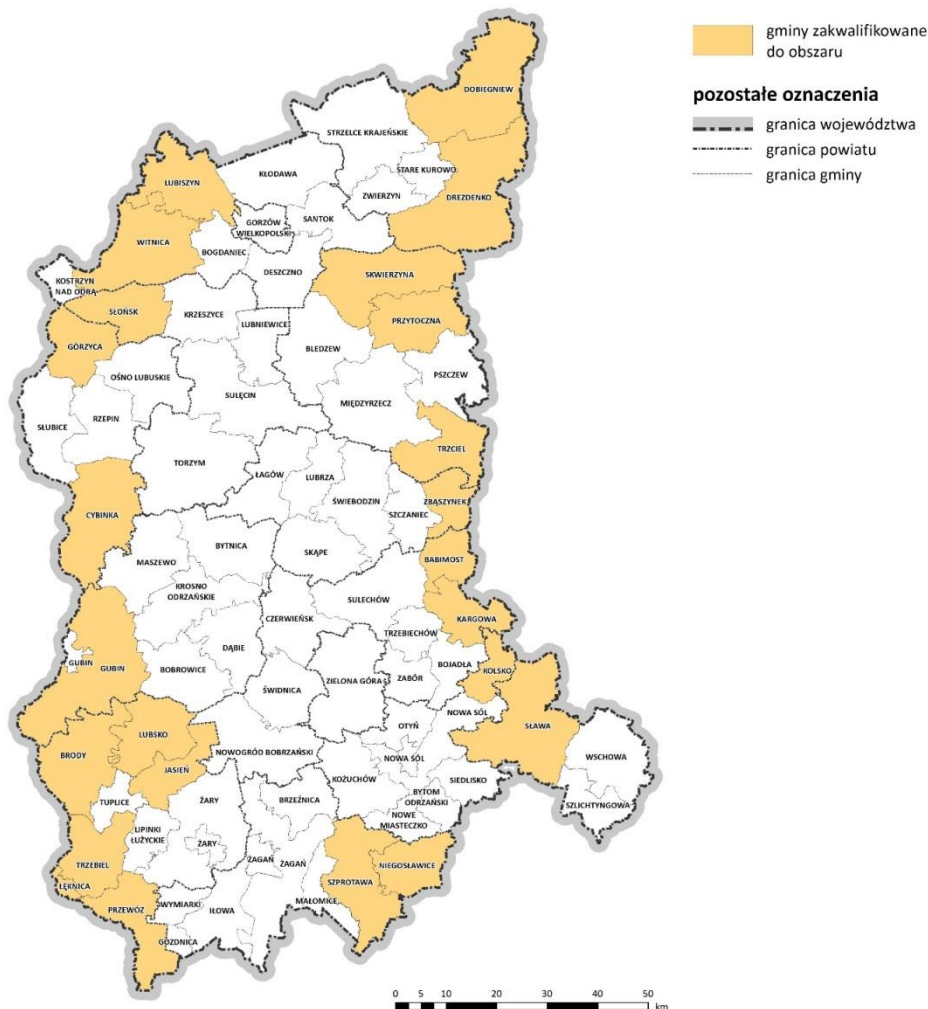 gminy zakwalifikowane
do obszaru
pozostałe oznaczenia
granica województwa
granica powiatu
granica gminy
DOBIEGNIEW
STRZELCE KRAJEŃSKIE
STARE KUROWO
KŁODAWA
ZWIERZYN
DREZDENKO
LUBISZYN
SANTOK
GORZÓW
WIELKOPOLSKI
WITNICA
BOGDANIEC
DESZCZNO
SKWIERZYNA
KOSTRZYN
NAD ODRĄ
SŁOŃSK
KRZESZYCE
LUBNIEWICE
PRZYTOCZNA
GÓRZYCA
BLEDZEW
PSZCZEW
OŚNO LUBUSKIE
SULĘCIN
MIĘDZYRZECZ
SŁUBICE
RZEPIN
TRZCIEL
TORZYM
ŁAGÓW
LUBRZA
ŚWIEBODZIN
ZBĄSZYNEK
SZCZANIEC
CYBINKA
BYTNICA
SKĄPE
BABIMOST
MASZEWO
KROSNO
ODRZAŃSKIE
SULECHÓW
CZERWIEŃSK
KARGOWA
TRZEBIECHÓW
DĄBIE
GUBIN
GUBIN
BOBROWICE
BOJADŁA
KOLSKO
ZABÓR
ZIELONA GÓRA
ŚWIDNICA
NOWA SÓL
SŁAWA
OTYŃ
LUBSKO
BRODY
NOWOGRÓD BOBRZAŃSKI
NOWA SÓL
WSCHOWA
JASIEŃ
KOŻUCHÓW
SIEDLISKO
BYTOM
ODRZAŃSKI
TUPLICE
ŻARY
BRZEŹNICA
SZLICHTYNGOWA
NOWE
MIASTECZKO
LIPINKI
ŁUŻYCKIE
ŻARY
TRZEBIEL
ŻAGAŃ
ŻAGAŃ
NIEGOSŁAWICE
SZPROTAWA
ŁĘKNICA
MAŁOMICE
PRZEWÓZ
WYMIARKI
IŁOWA
GOZDNICA
0 5 10 20 30 40 50
km